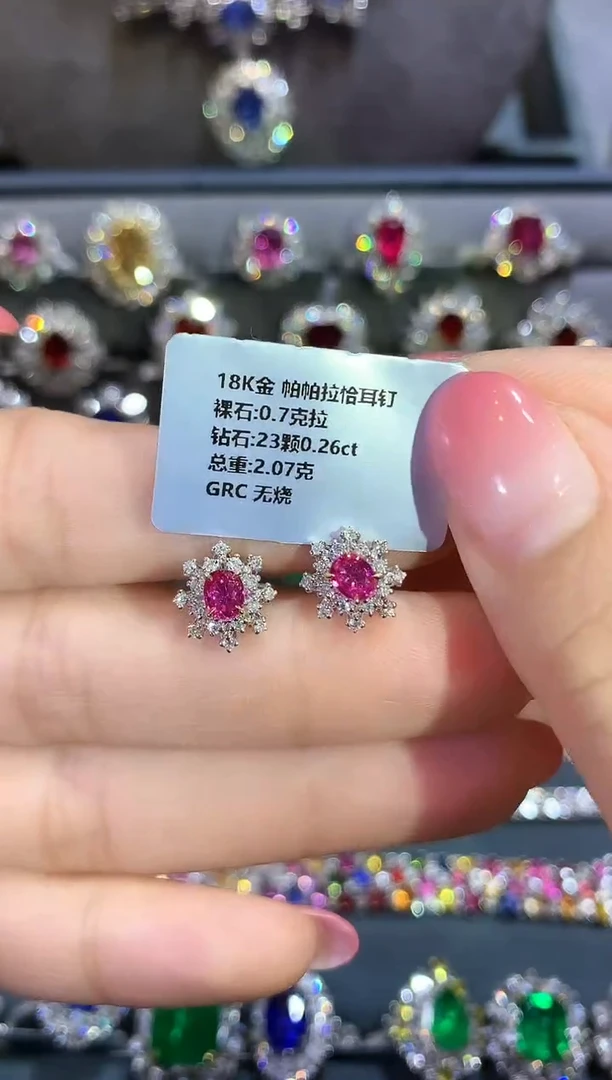 18K金 帕帕拉恰耳钉
裸石:0.7克拉
钻石:23颗0.26ct
总重:2.07克
GRC 无烧